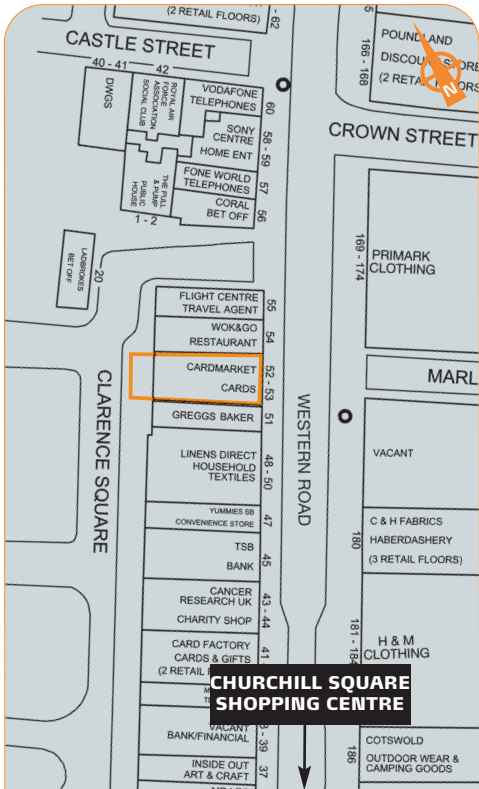 (2 RETAIL FLOORS)
- 62
CASTLE STREET
40 - 41
42
DWGS
ROYAL AIR
FORCE
ASSOCIATION
SOCIAL CLUB
VODAFONE
TELEPHONES
60
SONY
CENTRE
HOME ENT
58 - 59
FONE WORLD
TELEPHONES
57
CORAL
BET OFF
56
THE PULL
& PUMP
PUBLIC
HOUSE
1 - 2
LADBROKES
BET OFF
20
5
POUNDLAND
DISCOUNT STORE
(2 RETAIL FLOORS
166 - 168
N
CROWN STREET
169 - 174
PRIMARK
CLOTHING
MARL
FLIGHT CENTRE
TRAVEL AGENT
55
WOK&GO
RESTAURANT
54
CARDMARKET
CARDS
52 - 53
GREGGS BAKER
51
LINENS DIRECT
HOUSEHOLD
TEXTILES
48 - 50
YUMMIES SB
CONVENIENCE STORE
47
TSB
BANK
45
CANCER
RESEARCH UK
CHARITY SHOP
43 - 44
CARD FACTORY
CARDS & GIFTS
(2 RETAIL F
41
CLARENCE SQUARE
WESTERN ROAD
VACANT
C & H FABRICS
HABERDASHERY
(3 RETAIL FLOORS)
180
181 - 184
H & M
CLOTHING
CHURCHILL SQUARE
SHOPPING CENTRE
VACANT
BANK/FINANCIAL
- 39
INSIDE OUT
ART & CRAFT
37
186
COTSWOLD
OUTDOOR WEAR &
CAMPING GOODS